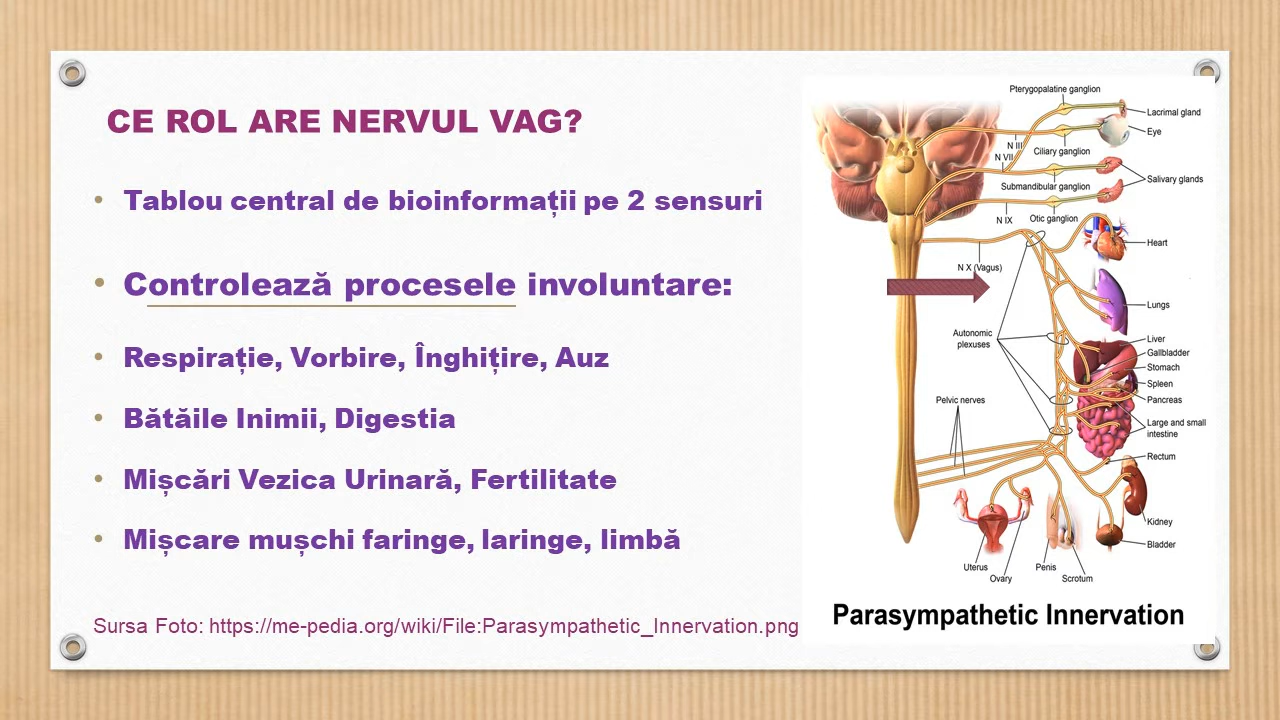 CE ROL ARE NERVUL VAG?
• Tablou central de bioinformații pe 2 sensuri
• Controlează procesele involuntare:
• Respirație, Vorbire, Înghițire, Auz
• Bătăile Inimii, Digestia
• Mișcări Vezica Urinară, Fertilitate
• Mișcare mușchi faringe, laringe, limbă
Sursa Foto: https://me-pedia.org/wiki/File:Parasympathetic_Innervation.png
Pterygopalatine ganglion
Lacrimal gland
Eye
N III
Ciliary ganglion
N VII
Submandibular ganglion
Salivary glands
N IX
Otic ganglion
Heart
N X (Vagus)
Lungs
Autonomic
plexuses
Liver
Gallbladder
Stomach
Spleen
Pancreas
Pelvic nerves
Large and small
intestine
Rectum
Kidney
Bladder
Uterus
Ovary
Penis
Scrotum
Parasympathetic Innervation